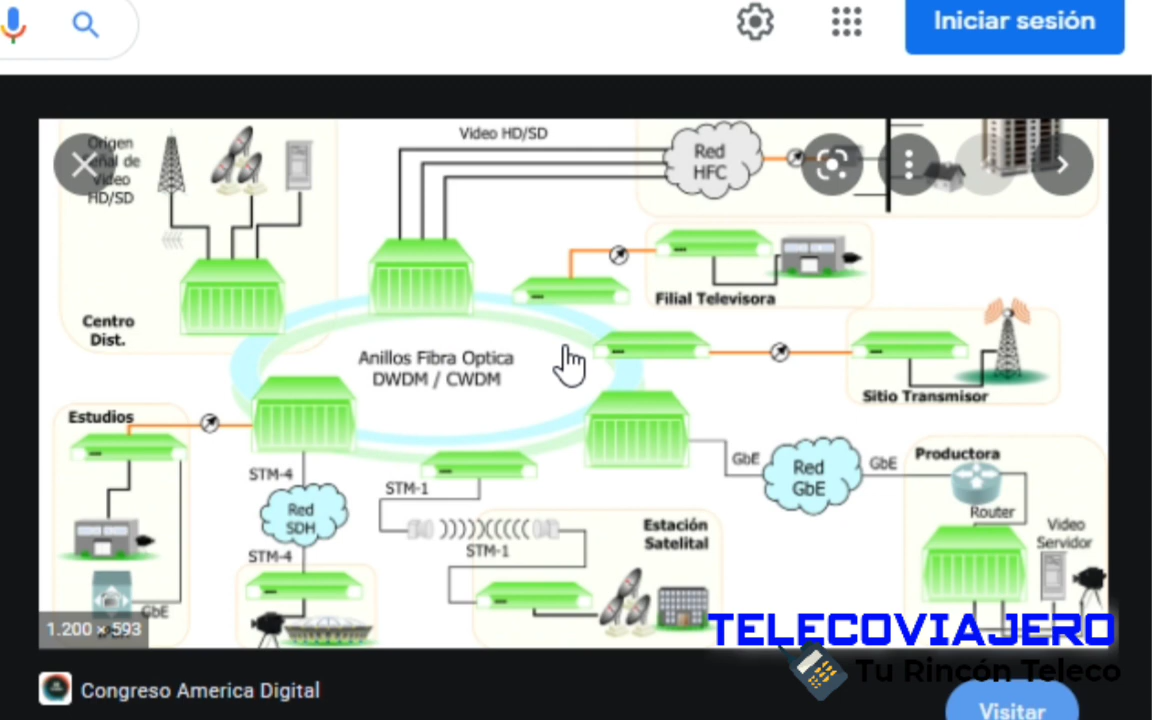 Iniciar sesión
Origen
Señal de
Video
HD/SD
Video HD/SD
Red
HFC
Filial Televisora
Centro
Dist.
Anillos Fibra Optica
DWDM / CWDM
Sitio Transmisor
Estudios
STM-4
Red
SDH
STM-4
GbE
STM-1
STM-1
Estación
Satelital
GbE
Red
GbE
GbE
Productora
Router
Video
Servidor
1.200 × 593
TELECOVIAJERO
Tu Rincón Teleco
Congreso America Digital
Visitar